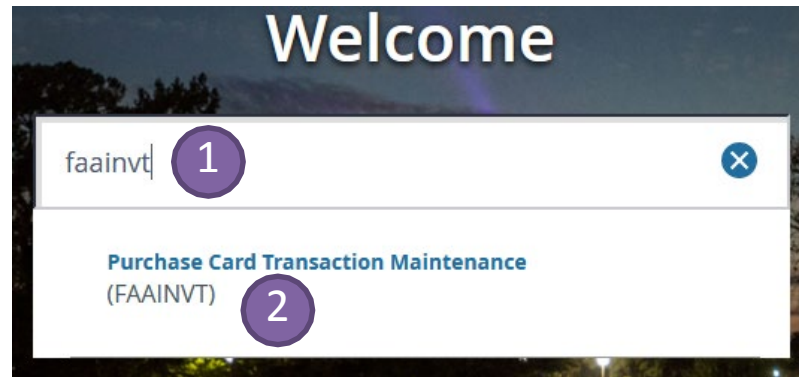 Welcome
faainvt 1
Purchase Card Transaction Maintenance
(FAAINVT) 2